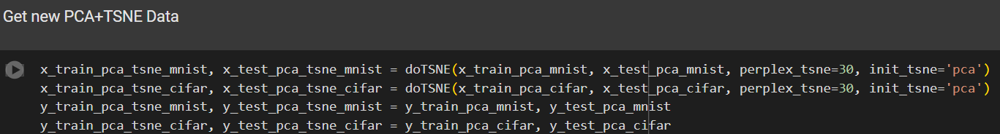 Get new PCA+TSNE Data
x_train_pca_tsne_mnist, x_test_pca_tsne_mnist = doTSNE(x_train_pca_mnist, x_test_pca_mnist, perplex_tsne=30, init_tsne='pca')
x_train_pca_tsne_cifar, x_test_pca_tsne_cifar = doTSNE(x_train_pca_cifar, x_test_pca_cifar, perplex_tsne=30, init_tsne='pca')
y_train_pca_tsne_mnist, y_test_pca_tsne_mnist = y_train_pca_mnist, y_test_pca_mnist
y_train_pca_tsne_cifar, y_test_pca_tsne_cifar = y_train_pca_cifar, y_test_pca_cifar